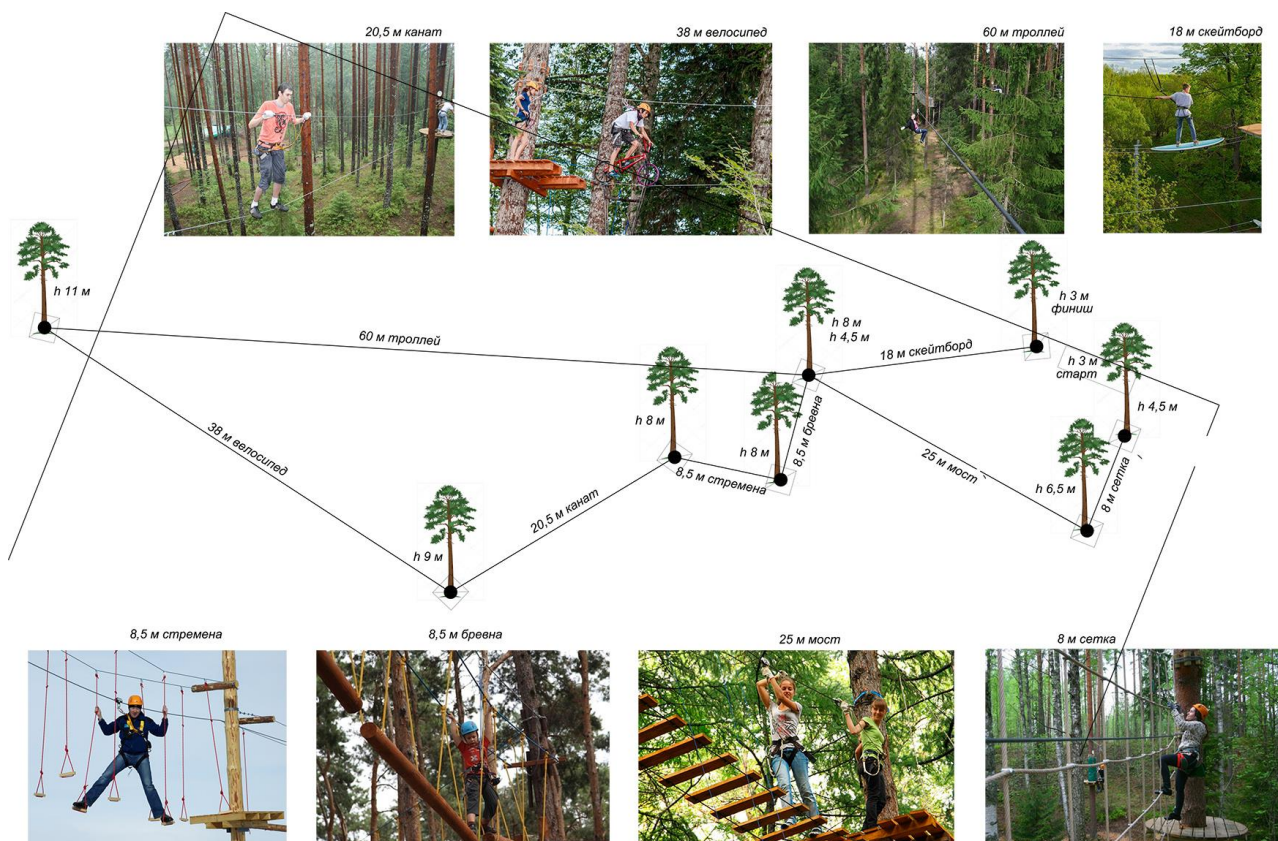 20,5 м канат
38 м велосипед
60 м троллей
18 м скейтборд
h 11 м
h 3 м
финиш
h 8 м
h 4,5 м
60 м троллей
18 м скейтборд
h 3 м
старт
h 4,5 м
h 8 м
h 8 м
8,5 м бревна
38 м велосипед
8,5 м стремена
25 м мост
h 6,5 м
8 м сетка
20,5 м канат
h 9 м
8,5 м стремена
8,5 м бревна
25 м мост
8 м сетка